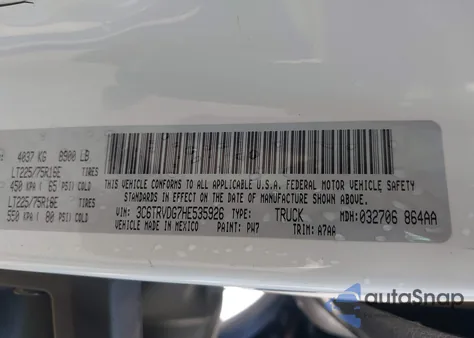 4037 KG 8900 LB
LT225/75R16E TIRES
450 KPA ( 65 PSI) COLD
LT225/75R16E TIRES
550 KPA ( 80 PSI) COLD
THIS VEHICLE CONFORMS TO ALL APPLICABLE U.S.A. FEDERAL MOTOR VEHICLE SAFETY
STANDARDS IN EFFECT ON THE DATE OF MANUFACTURE SHOWN ABOVE
VIN: 3C6TRVDG7HE535926 TYPE: TRUCK MDH: 032706 864AA
VEHICLE MADE IN MEXICO PAINT: PW7 TRIM: A7AA
autoSnap